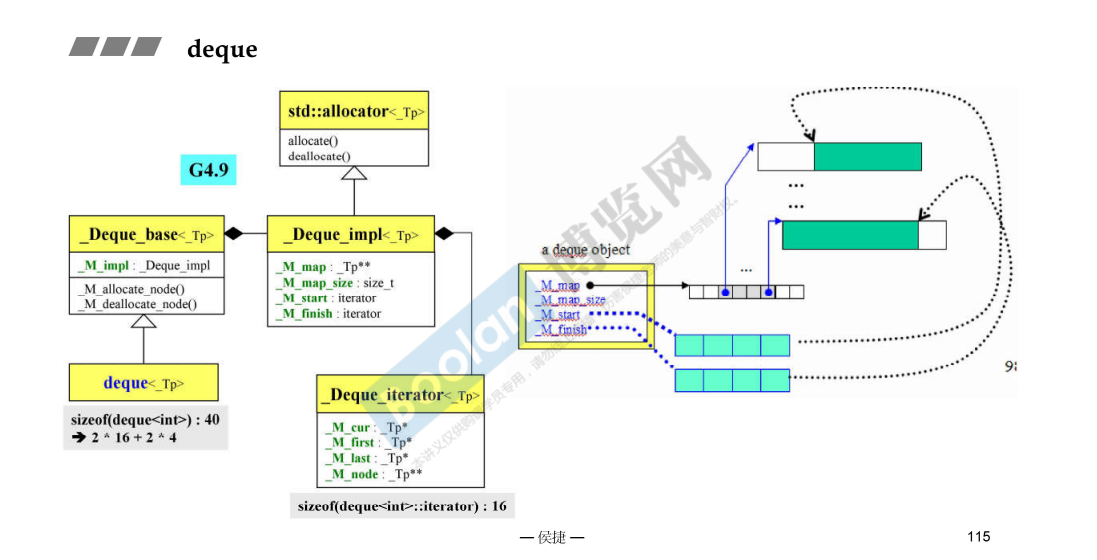 deque
std::allocator<_Tp>
allocate()
deallocate()
G4.9
_Deque_base<_Tp>
_M_impl : _Deque_impl
_M_allocate_node()
_M_deallocate_node()
_Deque_impl<_Tp>
_M_map : _Tp**
_M_map_size : size_t
_M_start : iterator
_M_finish : iterator
deque<_Tp>
sizeof(deque<int>) : 40
➔ 2 * 16 + 2 * 4
_Deque_iterator<_Tp>
_M_cur : _Tp*
_M_first : _Tp*
_M_last : _Tp*
_M_node : _Tp**
sizeof(deque<int>::iterator) : 16
...
...
...
a deque object
_M_map
_M_map_size
_M_start
_M_finish
Boolan
博览网
— 侯捷 —
115